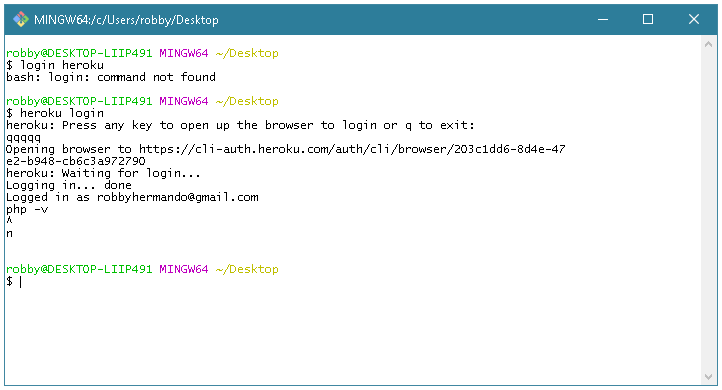 MINGW64:/c/Users/robby/Desktop
robby@DESKTOP-LIIP491 MINGW64 ~/Desktop
$ login heroku
bash: login: command not found
robby@DESKTOP-LIIP491 MINGW64 ~/Desktop
$ heroku login
heroku: Press any key to open up the browser to login or q to exit:
qqqqq
Opening browser to https://cli-auth.heroku.com/auth/cli/browser/203c1dd6-8d4e-47
e2-b948-cb6c3a972790
heroku: Waiting for login...
Logging in... done
Logged in as robbyhermando@gmail.com
php -v
^
n
robby@DESKTOP-LIIP491 MINGW64 ~/Desktop
$